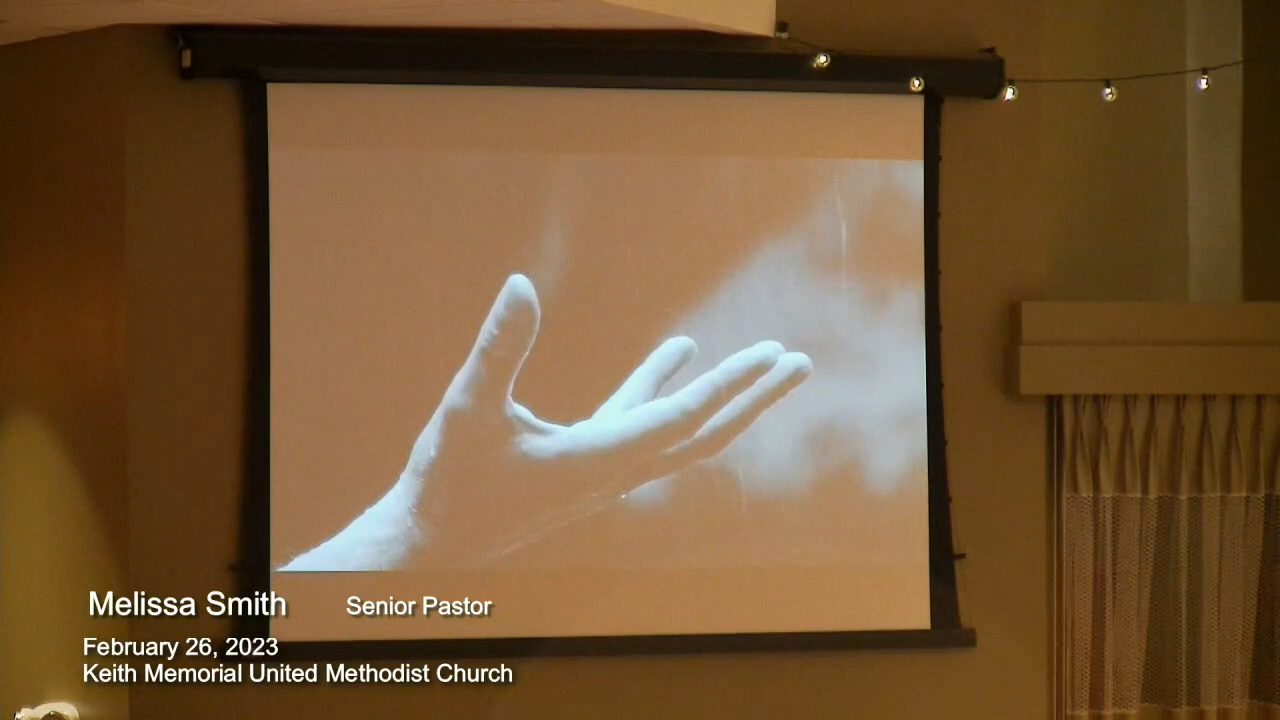 Melissa Smith Senior Pastor
February 26, 2023
Keith Memorial United Methodist Church